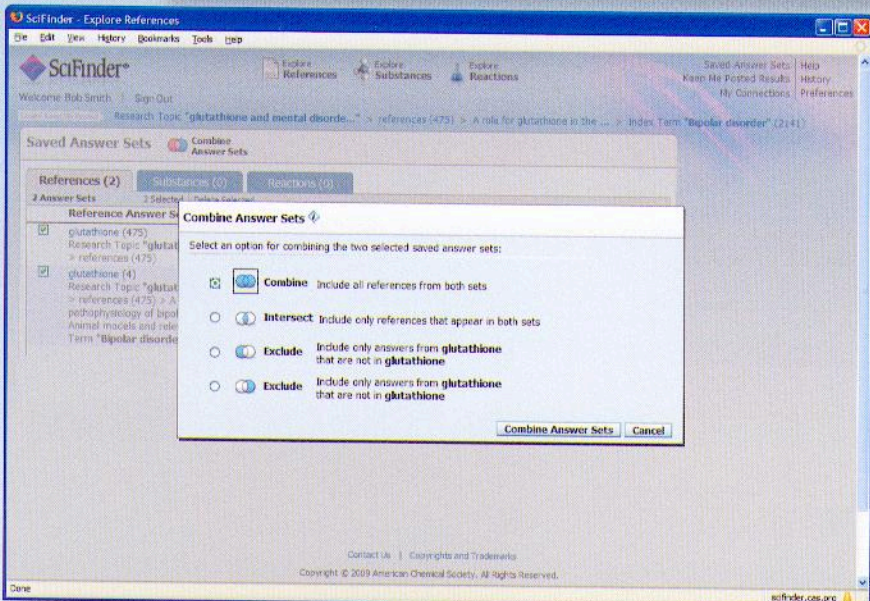 SciFinder - Explore References
File Edit View History Bookmarks Tools Help
SciFinder®
Explore References
Explore Substances
Explore Reactions
Saved Answer Sets | Help
Keep Me Posted Results | History
My Connections | Preferences
Welcome Bob Smith | Sign Out
Research Topic "glutathione and mental disorde..." > references (475) > A role for glutathione in the ... > Index Term "Bipolar disorder" (2141)
Saved Answer Sets
Combine Answer Sets
References (2)
Substances (0)
Reactions (0)
2 Answer Sets 2 Selected Delete Selected
Reference Answer S
glutathione (475)
Research Topic "glutat
> references (475)
glutethione (4)
Research Topic "glutat
> references (475) > A
pathophysiology of bipol
Animal models and rele
Term "Bipolar disorde
Combine Answer Sets
Select an option for combining the two selected saved answer sets:
Combine Include all references from both sets
Intersect Include only references that appear in both sets
Exclude Include only answers from glutathione
that are not in glutathione
Exclude Include only answers from glutathione
that are not in glutathione
Combine Answer Sets Cancel
Contact Us | Copyrights and Trademarks
Copyright © 2009 American Chemical Society. All Rights Reserved.
Done
scifinder.cas.org